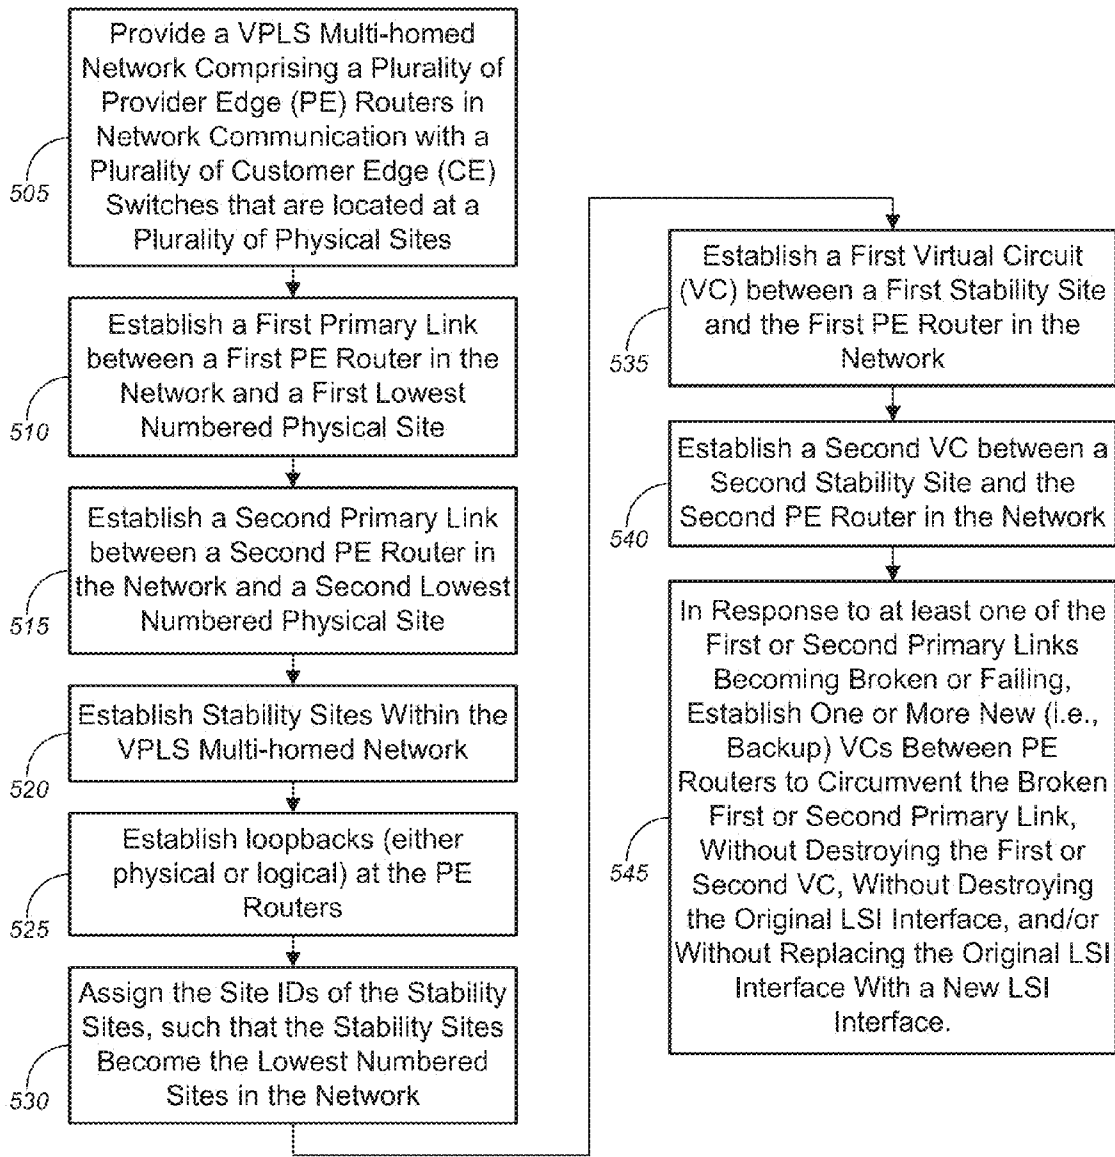 Provide a VPLS Multi-homed
Network Comprising a Plurality of
Provider Edge (PE) Routers in
Network Communication with a
Plurality of Customer Edge (CE)
Switches that are located at a
Plurality of Physical Sites
505
Establish a First Primary Link
between a First PE Router in the
Network and a First Lowest
Numbered Physical Site
510
Establish a Second Primary Link
between a Second PE Router in
the Network and a Second Lowest
Numbered Physical Site
515
Establish Stability Sites Within the
VPLS Multi-homed Network
520
Establish loopbacks (either
physical or logical) at the PE
Routers
525
Assign the Site IDs of the Stability
Sites, such that the Stability Sites
Become the Lowest Numbered
Sites in the Network
530
Establish a First Virtual Circuit
(VC) between a First Stability Site
and the First PE Router in the
Network
535
Establish a Second VC between a
Second Stability Site and the
Second PE Router in the Network
540
In Response to at least one of the
First or Second Primary Links
Becoming Broken or Failing,
Establish One or More New (i.e.,
Backup) VCs Between PE
Routers to Circumvent the Broken
First or Second Primary Link,
Without Destroying the First or
Second VC, Without Destroying
the Original LSI Interface, and/or
Without Replacing the Original LSI
Interface With a New LSI
Interface.
545